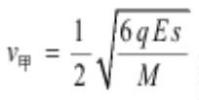 v甲 = 1/2 √(6qEs/M)